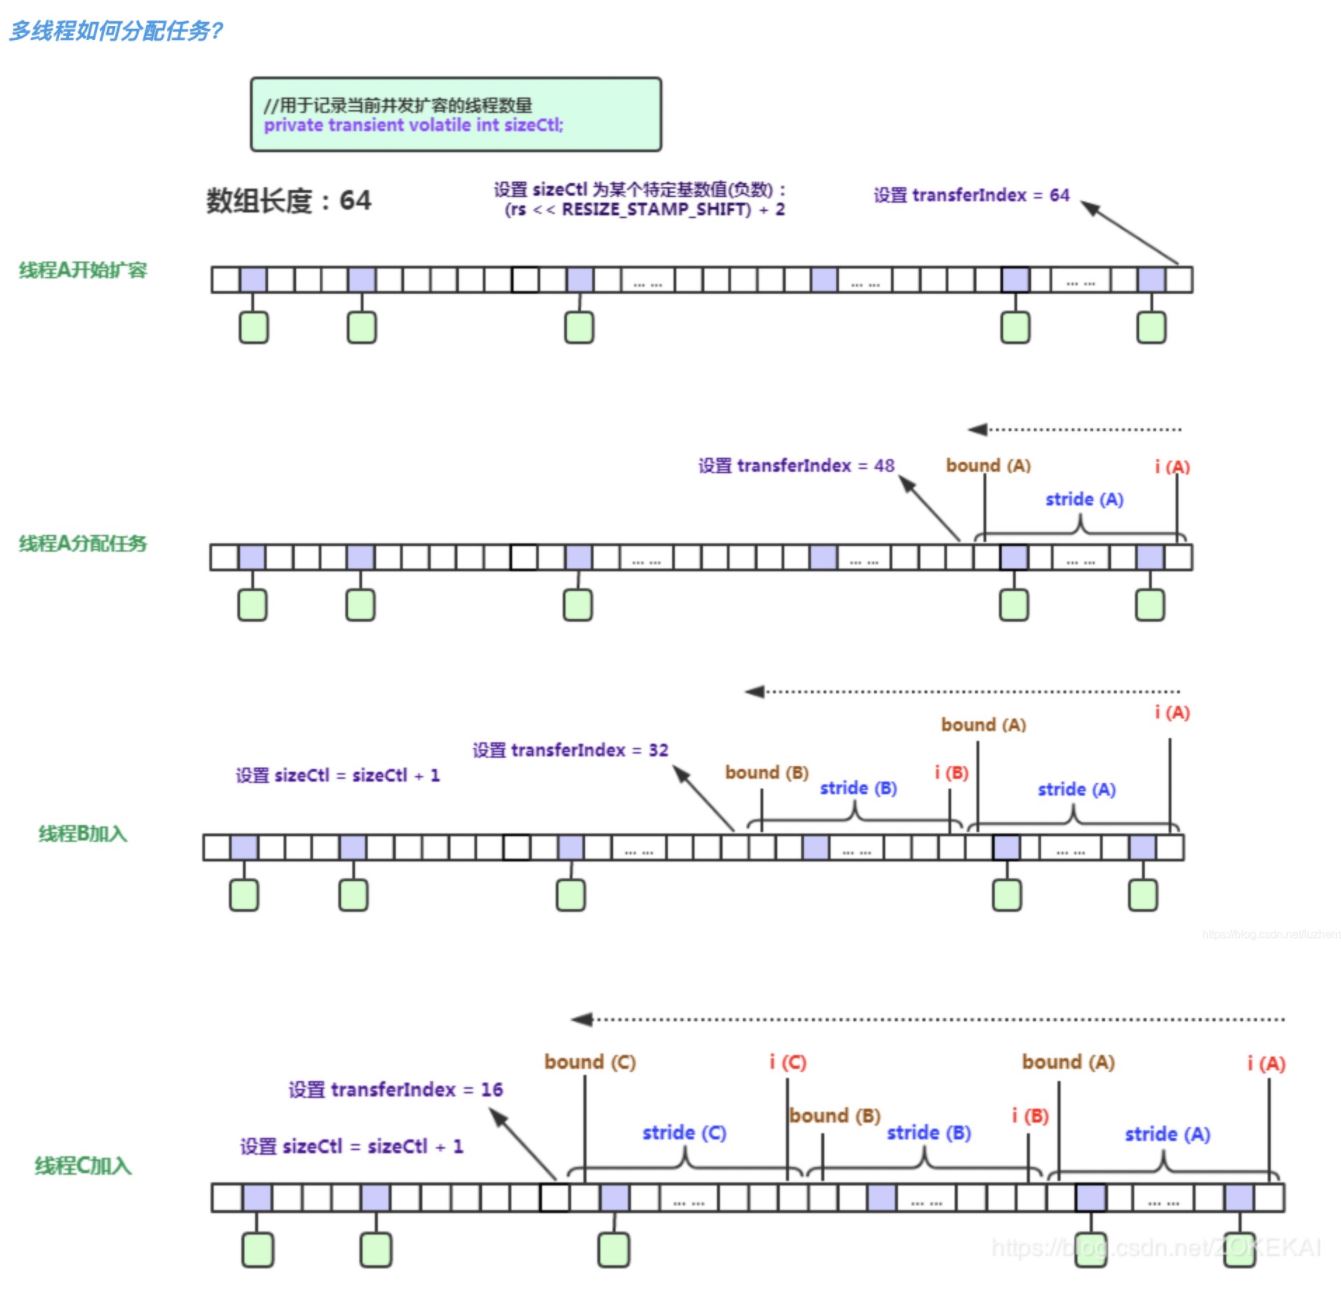 多线程如何分配任务?
//用于记录当前并发扩容的线程数量
private transient volatile int sizeCtl;
数组长度：64
设置 sizeCtl 为某个特定基数值(负数)：
(rs << RESIZE_STAMP_SHIFT) + 2
设置 transferIndex = 64
线程A开始扩容
... ...
... ...
... ...
设置 transferIndex = 48
bound (A)
i (A)
stride (A)
线程A分配任务
... ...
... ...
... ...
i (A)
bound (A)
设置 transferIndex = 32
设置 sizeCtl = sizeCtl + 1
bound (B)
i (B)
stride (B)
stride (A)
线程B加入
... ...
... ...
... ...
https://blog.csdn.net/luzhem
bound (C)
i (C)
bound (A)
i (A)
设置 transferIndex = 16
bound (B)
i (B)
设置 sizeCtl = sizeCtl + 1
stride (C)
stride (B)
stride (A)
线程C加入
... ...
... ...
... ...
https://blog.csdn.net/ZOKEKAI